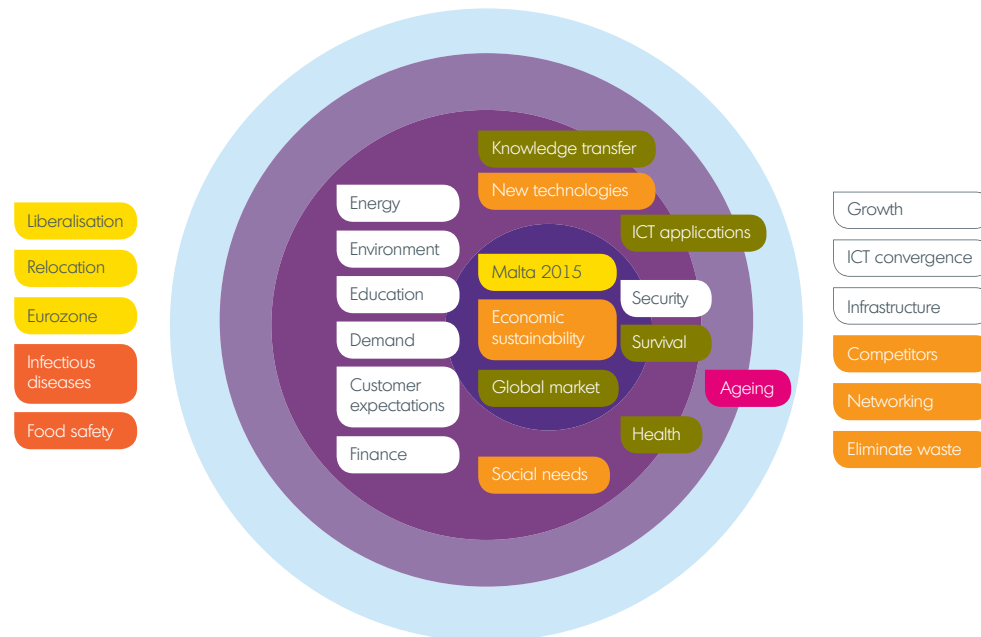 Liberalisation
Relocation
Eurozone
Infectious
diseases
Food safety
Energy
Environment
Education
Demand
Customer
expectations
Finance
Knowledge transfer
New technologies
Malta 2015
Economic
sustainability
Global market
Social needs
ICT applications
Security
Survival
Ageing
Health
Growth
ICT convergence
Infrastructure
Competitors
Networking
Eliminate waste